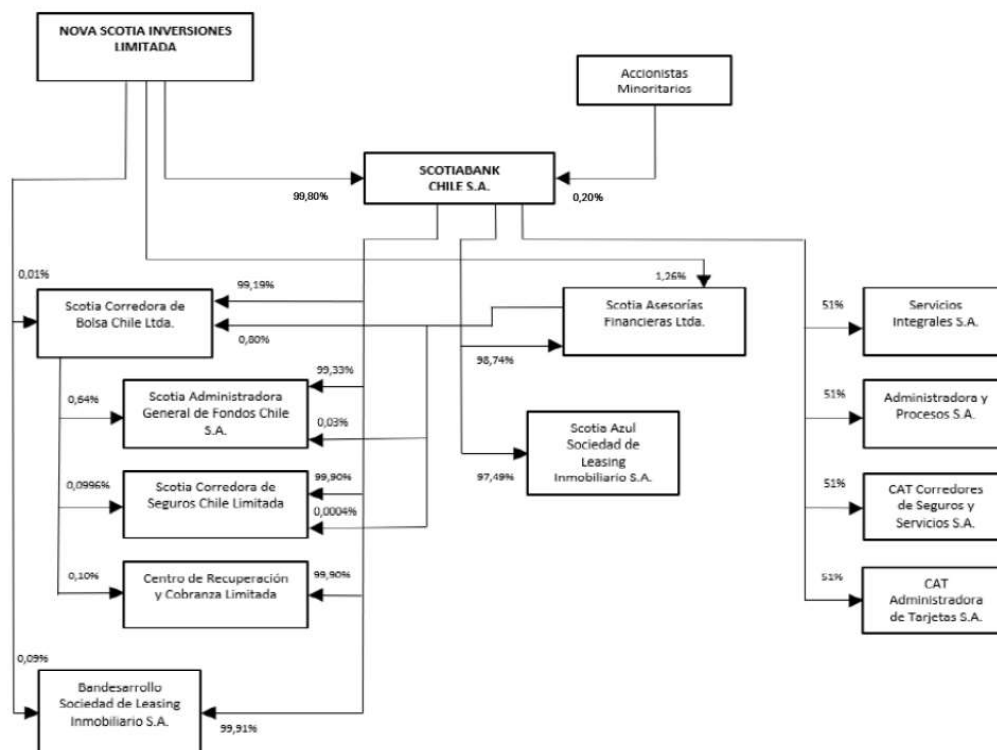 NOVA SCOTIA INVERSIONES
LIMITADA
Accionistas
Minoritarios
SCOTIABANK
CHILE S.A.
99,80%
0,20%
0,01%
99,19%
1,26%
Scotia Corredora de
Bolsa Chile Ltda.
0,80%
Scotia Asesorías
Financieras Ltda.
98,74%
51%
Servicios
Integrales S.A.
99,33%
0,64%
Scotia Administradora
General de Fondos Chile
S.A.
0,03%
51%
Administradora y
Procesos S.A.
Scotia Azul
Sociedad de
Leasing
Inmobiliario S.A.
97,49%
99,90%
0,0996%
Scotia Corredora de
Seguros Chile Limitada
0,0004%
51%
CAT Corredores
de Seguros y
Servicios S.A.
0,10%
Centro de Recuperación
y Cobranza Limitada
99,90%
51%
CAT
Administradora
de Tarjetas S.A.
0,09%
Bandesarrollo
Sociedad de Leasing
Inmobiliario S.A.
99,91%